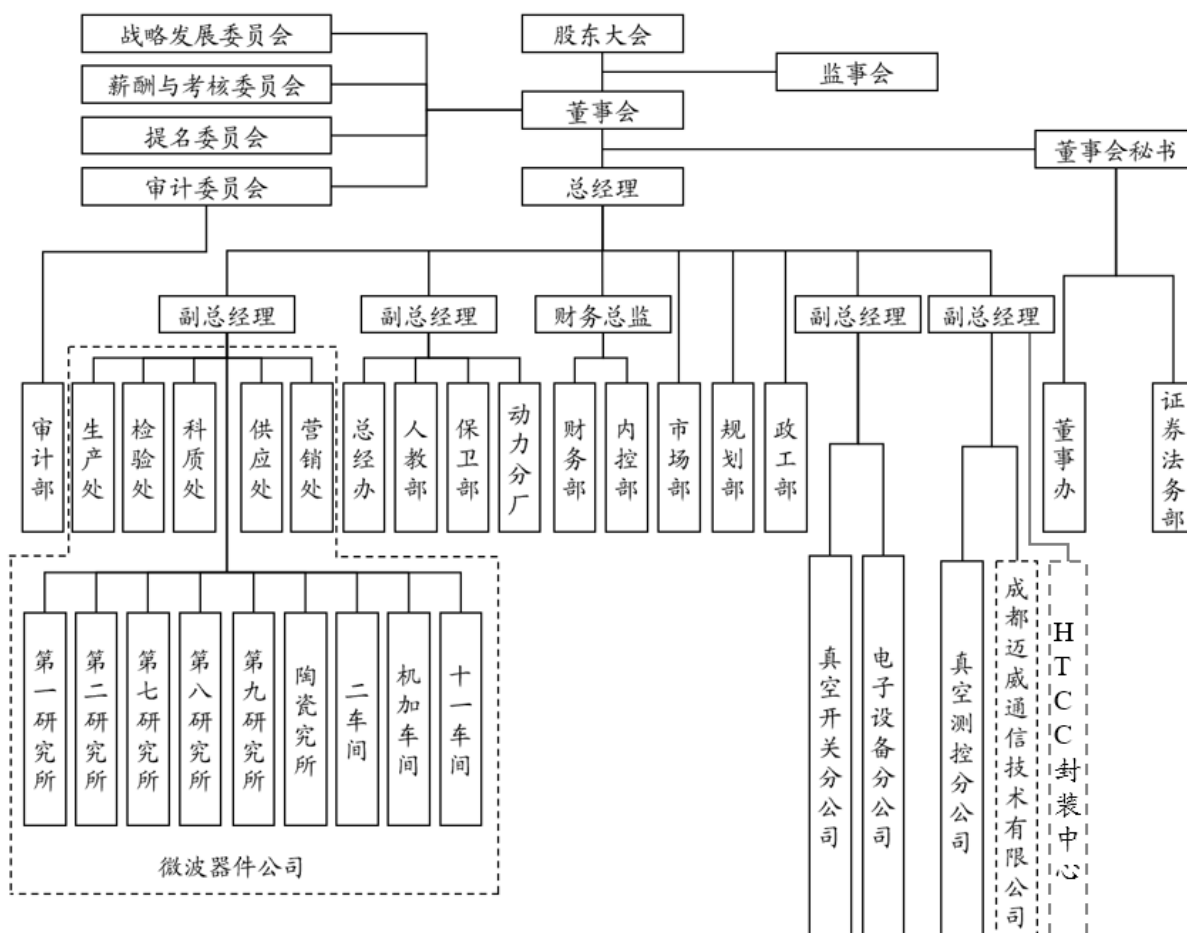 战略发展委员会
股东大会
监事会
薪酬与考核委员会
董事会
提名委员会
董事会秘书
审计委员会
总经理
副总经理
副总经理
财务总监
副总经理
副总经理
审计部
生产处
检验处
科质处
供应处
营销处
总经办
人教部
保卫部
动力分厂
财务部
内控部
市场部
规划部
政工部
董事办
证券法务部
第一研究所
第二研究所
第七研究所
第八研究所
第九研究所
陶瓷究所
二车间
机加车间
十一车间
真空开关分公司
电子设备分公司
真空测控分公司
成都迈威通信技术有限公司
HTCC封装中心
微波器件公司